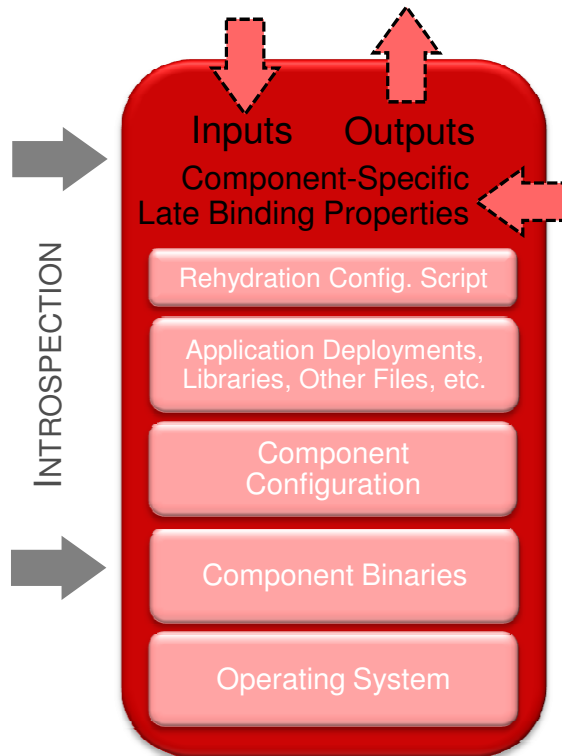 Inputs Outputs
Component-Specific
Late Binding Properties
INTROSPECTION
Rehydration Config. Script
Application Deployments,
Libraries, Other Files, etc.
Component
Configuration
Component Binaries
Operating System